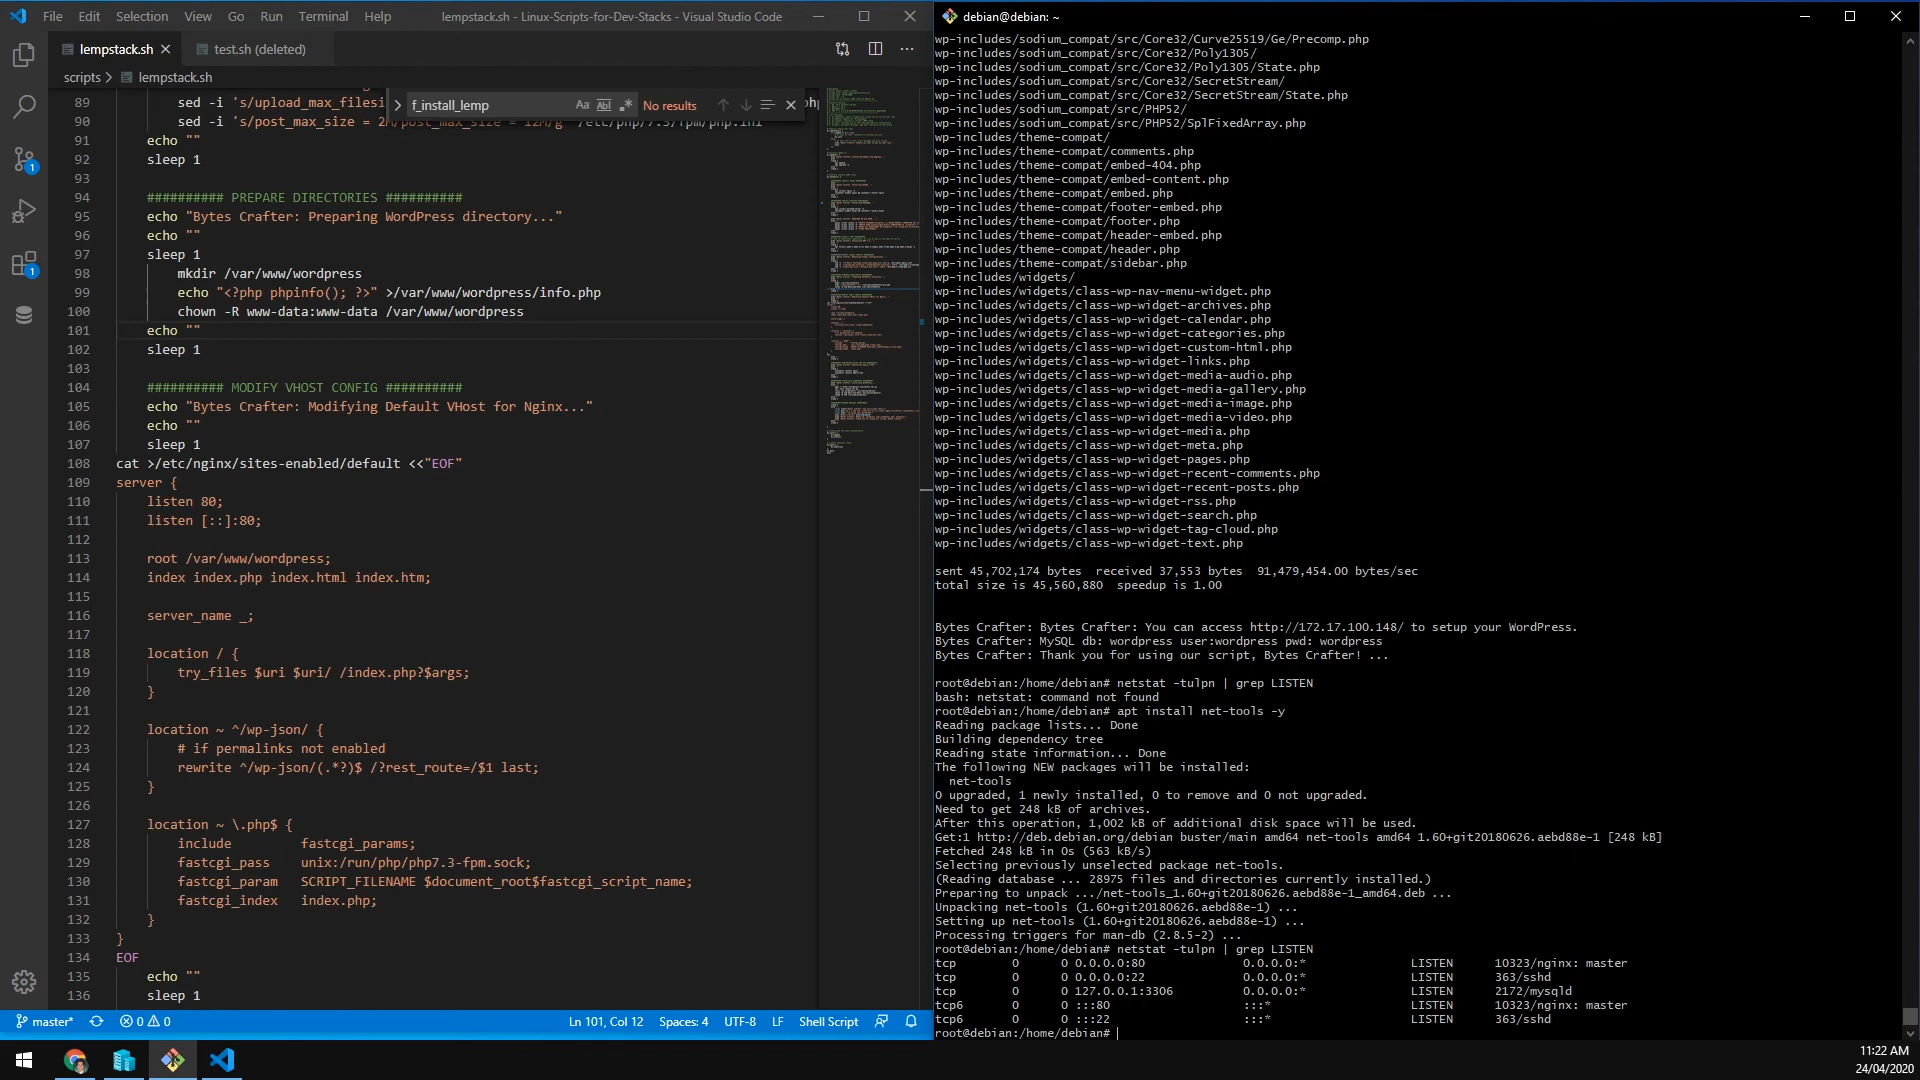 File Edit Selection View Go Run Terminal Help
lempstack.sh - Linux-Scripts-for-Dev-Stacks - Visual Studio Code
lempstack.sh
test.sh (deleted)
scripts > lempstack.sh
f_install_lemp
Aa Abl .* No results
89 sed -i 's/upload_max_filesi
90 sed -i 's/post_max_size = 2M/post_max_size = 12M/g' /etc/php/7.3/fpm/php.ini
91 echo ""
92 sleep 1
93
94 ########## PREPARE DIRECTORIES ##########
95 echo "Bytes Crafter: Preparing WordPress directory..."
96 echo ""
97 sleep 1
98 mkdir /var/www/wordpress
99 echo "<?php phpinfo(); ?>" >/var/www/wordpress/info.php
100 chown -R www-data:www-data /var/www/wordpress
101 echo ""
102 sleep 1
103
104 ########## MODIFY VHOST CONFIG ##########
105 echo "Bytes Crafter: Modifying Default VHost for Nginx..."
106 echo ""
107 sleep 1
108 cat >/etc/nginx/sites-enabled/default <<"EOF"
109 server {
110 listen 80;
111 listen [::]:80;
112
113 root /var/www/wordpress;
114 index index.php index.html index.htm;
115
116 server_name _;
117
118 location / {
119 try_files $uri $uri/ /index.php?$args;
120 }
121
122 location ~ ^/wp-json/ {
123 # if permalinks not enabled
124 rewrite ^/wp-json/(.*?)$ /?rest_route=/$1 last;
125 }
126
127 location ~ \.php$ {
128 include fastcgi_params;
129 fastcgi_pass unix:/run/php/php7.3-fpm.sock;
130 fastcgi_param SCRIPT_FILENAME $document_root$fastcgi_script_name;
131 fastcgi_index index.php;
132 }
133 }
134 EOF
135 echo ""
136 sleep 1
1
1
master* 0 0 Ln 101, Col 12 Spaces: 4 UTF-8 LF Shell Script
debian@debian: ~
wp-includes/sodium_compat/src/Core32/Curve25519/Ge/Precomp.php
wp-includes/sodium_compat/src/Core32/Poly1305/
wp-includes/sodium_compat/src/Core32/Poly1305/State.php
wp-includes/sodium_compat/src/Core32/SecretStream/
wp-includes/sodium_compat/src/Core32/SecretStream/State.php
wp-includes/sodium_compat/src/PHP52/
wp-includes/sodium_compat/src/PHP52/SplFixedArray.php
wp-includes/theme-compat/
wp-includes/theme-compat/comments.php
wp-includes/theme-compat/embed-404.php
wp-includes/theme-compat/embed-content.php
wp-includes/theme-compat/embed.php
wp-includes/theme-compat/footer-embed.php
wp-includes/theme-compat/footer.php
wp-includes/theme-compat/header-embed.php
wp-includes/theme-compat/header.php
wp-includes/theme-compat/sidebar.php
wp-includes/widgets/
wp-includes/widgets/class-wp-nav-menu-widget.php
wp-includes/widgets/class-wp-widget-archives.php
wp-includes/widgets/class-wp-widget-calendar.php
wp-includes/widgets/class-wp-widget-categories.php
wp-includes/widgets/class-wp-widget-custom-html.php
wp-includes/widgets/class-wp-widget-links.php
wp-includes/widgets/class-wp-widget-media-audio.php
wp-includes/widgets/class-wp-widget-media-gallery.php
wp-includes/widgets/class-wp-widget-media-image.php
wp-includes/widgets/class-wp-widget-media-video.php
wp-includes/widgets/class-wp-widget-media.php
wp-includes/widgets/class-wp-widget-meta.php
wp-includes/widgets/class-wp-widget-pages.php
wp-includes/widgets/class-wp-widget-recent-comments.php
wp-includes/widgets/class-wp-widget-recent-posts.php
wp-includes/widgets/class-wp-widget-rss.php
wp-includes/widgets/class-wp-widget-search.php
wp-includes/widgets/class-wp-widget-tag-cloud.php
wp-includes/widgets/class-wp-widget-text.php
sent 45,702,174 bytes received 37,553 bytes 91,479,454.00 bytes/sec
total size is 45,560,880 speedup is 1.00
Bytes Crafter: Bytes Crafter: You can access http://172.17.100.148/ to setup your WordPress.
Bytes Crafter: MySQL db: wordpress user:wordpress pwd: wordpress
Bytes Crafter: Thank you for using our script, Bytes Crafter! ...
root@debian:/home/debian# netstat -tulpn | grep LISTEN
bash: netstat: command not found
root@debian:/home/debian# apt install net-tools -y
Reading package lists... Done
Building dependency tree
Reading state information... Done
The following NEW packages will be installed:
net-tools
0 upgraded, 1 newly installed, 0 to remove and 0 not upgraded.
Need to get 248 kB of archives.
After this operation, 1,002 kB of additional disk space will be used.
Get:1 http://deb.debian.org/debian buster/main amd64 net-tools amd64 1.60+git20180626.aebd88e-1 [248 kB]
Fetched 248 kB in 0s (563 kB/s)
Selecting previously unselected package net-tools.
(Reading database ... 28975 files and directories currently installed.)
Preparing to unpack .../net-tools_1.60+git20180626.aebd88e-1_amd64.deb ...
Unpacking net-tools (1.60+git20180626.aebd88e-1) ...
Setting up net-tools (1.60+git20180626.aebd88e-1) ...
Processing triggers for man-db (2.8.5-2) ...
root@debian:/home/debian# netstat -tulpn | grep LISTEN
tcp 0 0 0.0.0.0:80 0.0.0.0:* LISTEN 10323/nginx: master
tcp 0 0 0.0.0.0:22 0.0.0.0:* LISTEN 363/sshd
tcp 0 0 127.0.0.1:3306 0.0.0.0:* LISTEN 2172/mysqld
tcp6 0 0 :::80 :::* LISTEN 10323/nginx: master
tcp6 0 0 :::22 :::* LISTEN 363/sshd
root@debian:/home/debian#
11:22 AM
24/04/2020